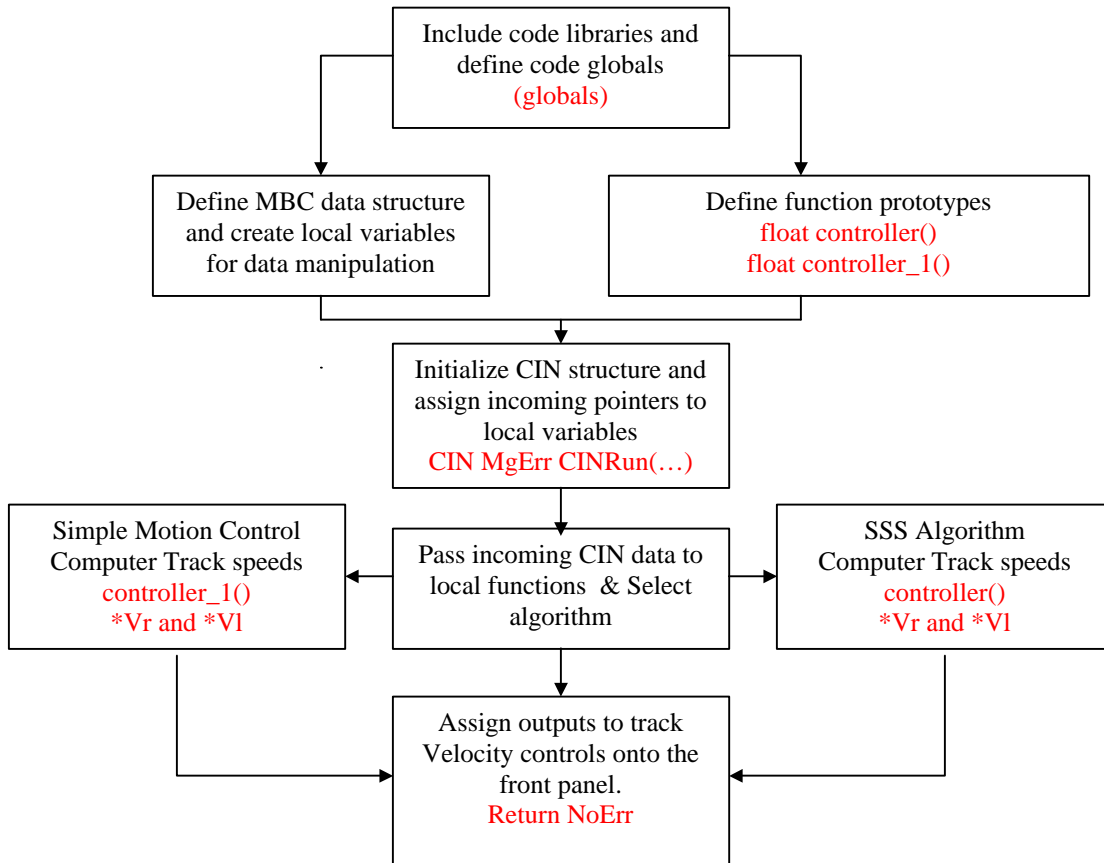 Include code libraries and
define code globals
(globals)
Define MBC data structure
and create local variables
for data manipulation
Define function prototypes
float controller()
float controller_1()
Initialize CIN structure and
assign incoming pointers to
local variables
CIN MgErr CINRun(…)
Simple Motion Control
Computer Track speeds
controller_1()
*Vr and *Vl
Pass incoming CIN data to
local functions & Select
algorithm
SSS Algorithm
Computer Track speeds
controller()
*Vr and *Vl
Assign outputs to track
Velocity controls onto the
front panel.
Return NoErr